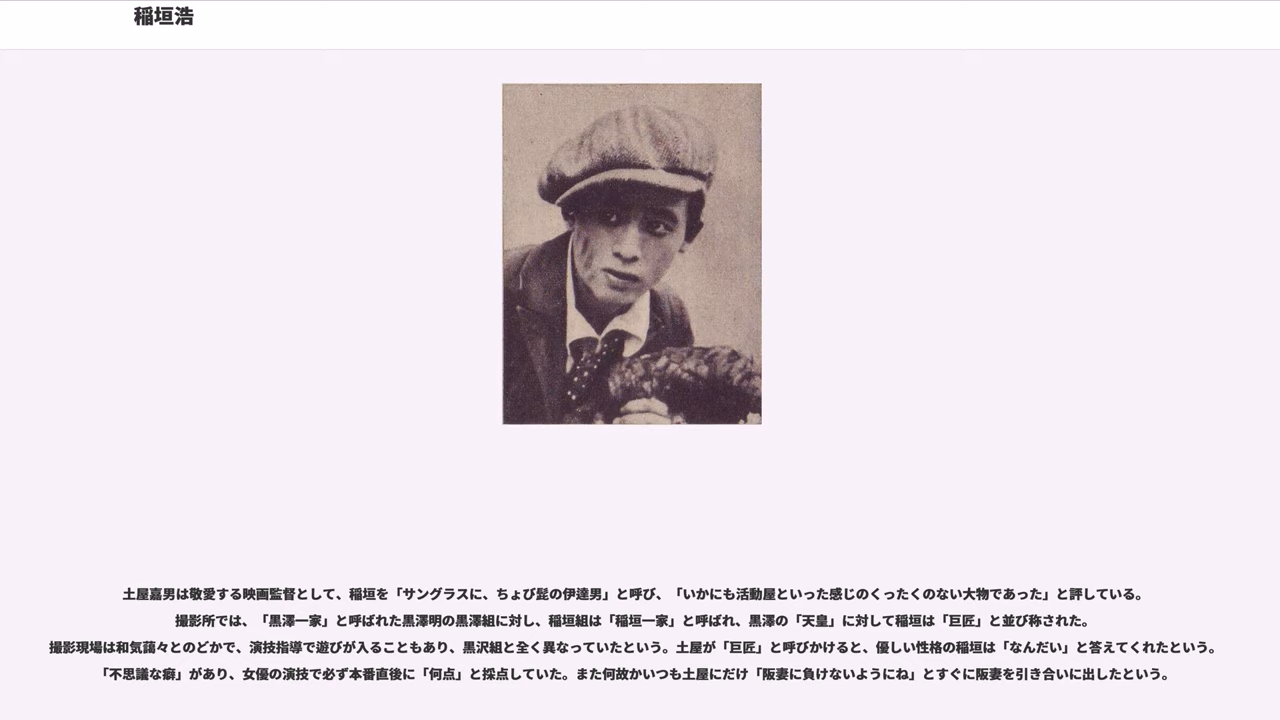 稲垣浩
土屋嘉男は敬愛する映画監督として、稲垣を「サングラスに、ちょび髭の伊達男」と呼び、「いかにも活動屋といった感じのくったくのない大物であった」と評している。
撮影所では、「黒澤一家」と呼ばれた黒澤明の黒澤組に対し、稲垣組は「稲垣一家」と呼ばれ、黒澤の「天皇」に対して稲垣は「巨匠」と並び称された。
撮影現場は和気藹々とのどかで、演技指導で遊びが入ることもあり、黒沢組と全く異なっていたという。土屋が「巨匠」と呼びかけると、優しい性格の稲垣は「なんだい」と答えてくれたという。
「不思議な癖」があり、女優の演技で必ず本番直後に「何点」と採点していた。また何故かいつも土屋にだけ「阪妻に負けないようにね」とすぐに阪妻を引き合いに出したという。